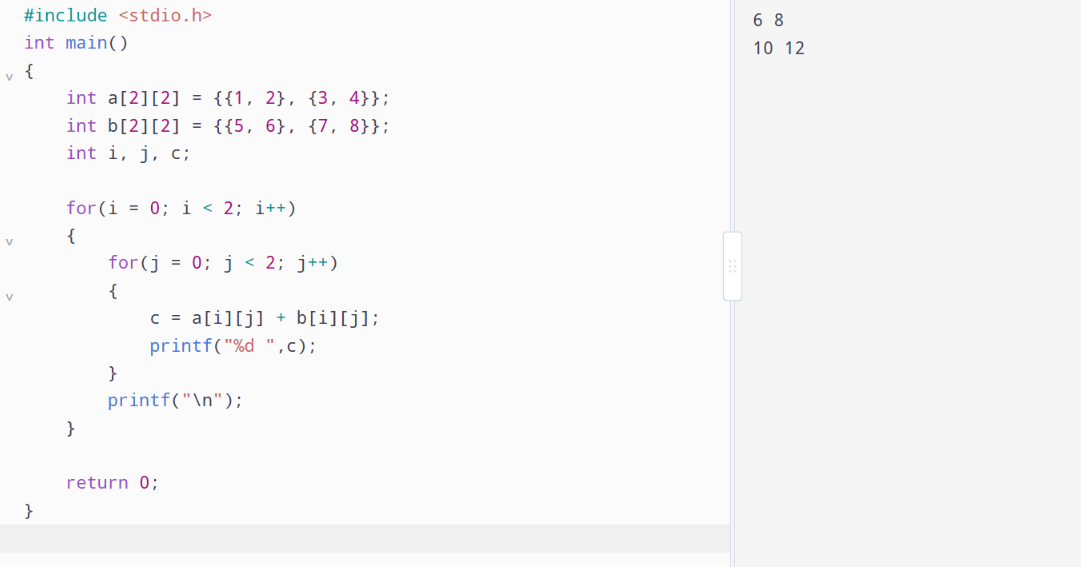 #include <stdio.h>
int main()
{
    int a[2][2] = {{1, 2}, {3, 4}};
    int b[2][2] = {{5, 6}, {7, 8}};
    int i, j, c;

    for(i = 0; i < 2; i++)
    {
        for(j = 0; j < 2; j++)
        {
            c = a[i][j] + b[i][j];
            printf("%d ",c);
        }
        printf("\n");
    }

    return 0;
}
6 8
10 12